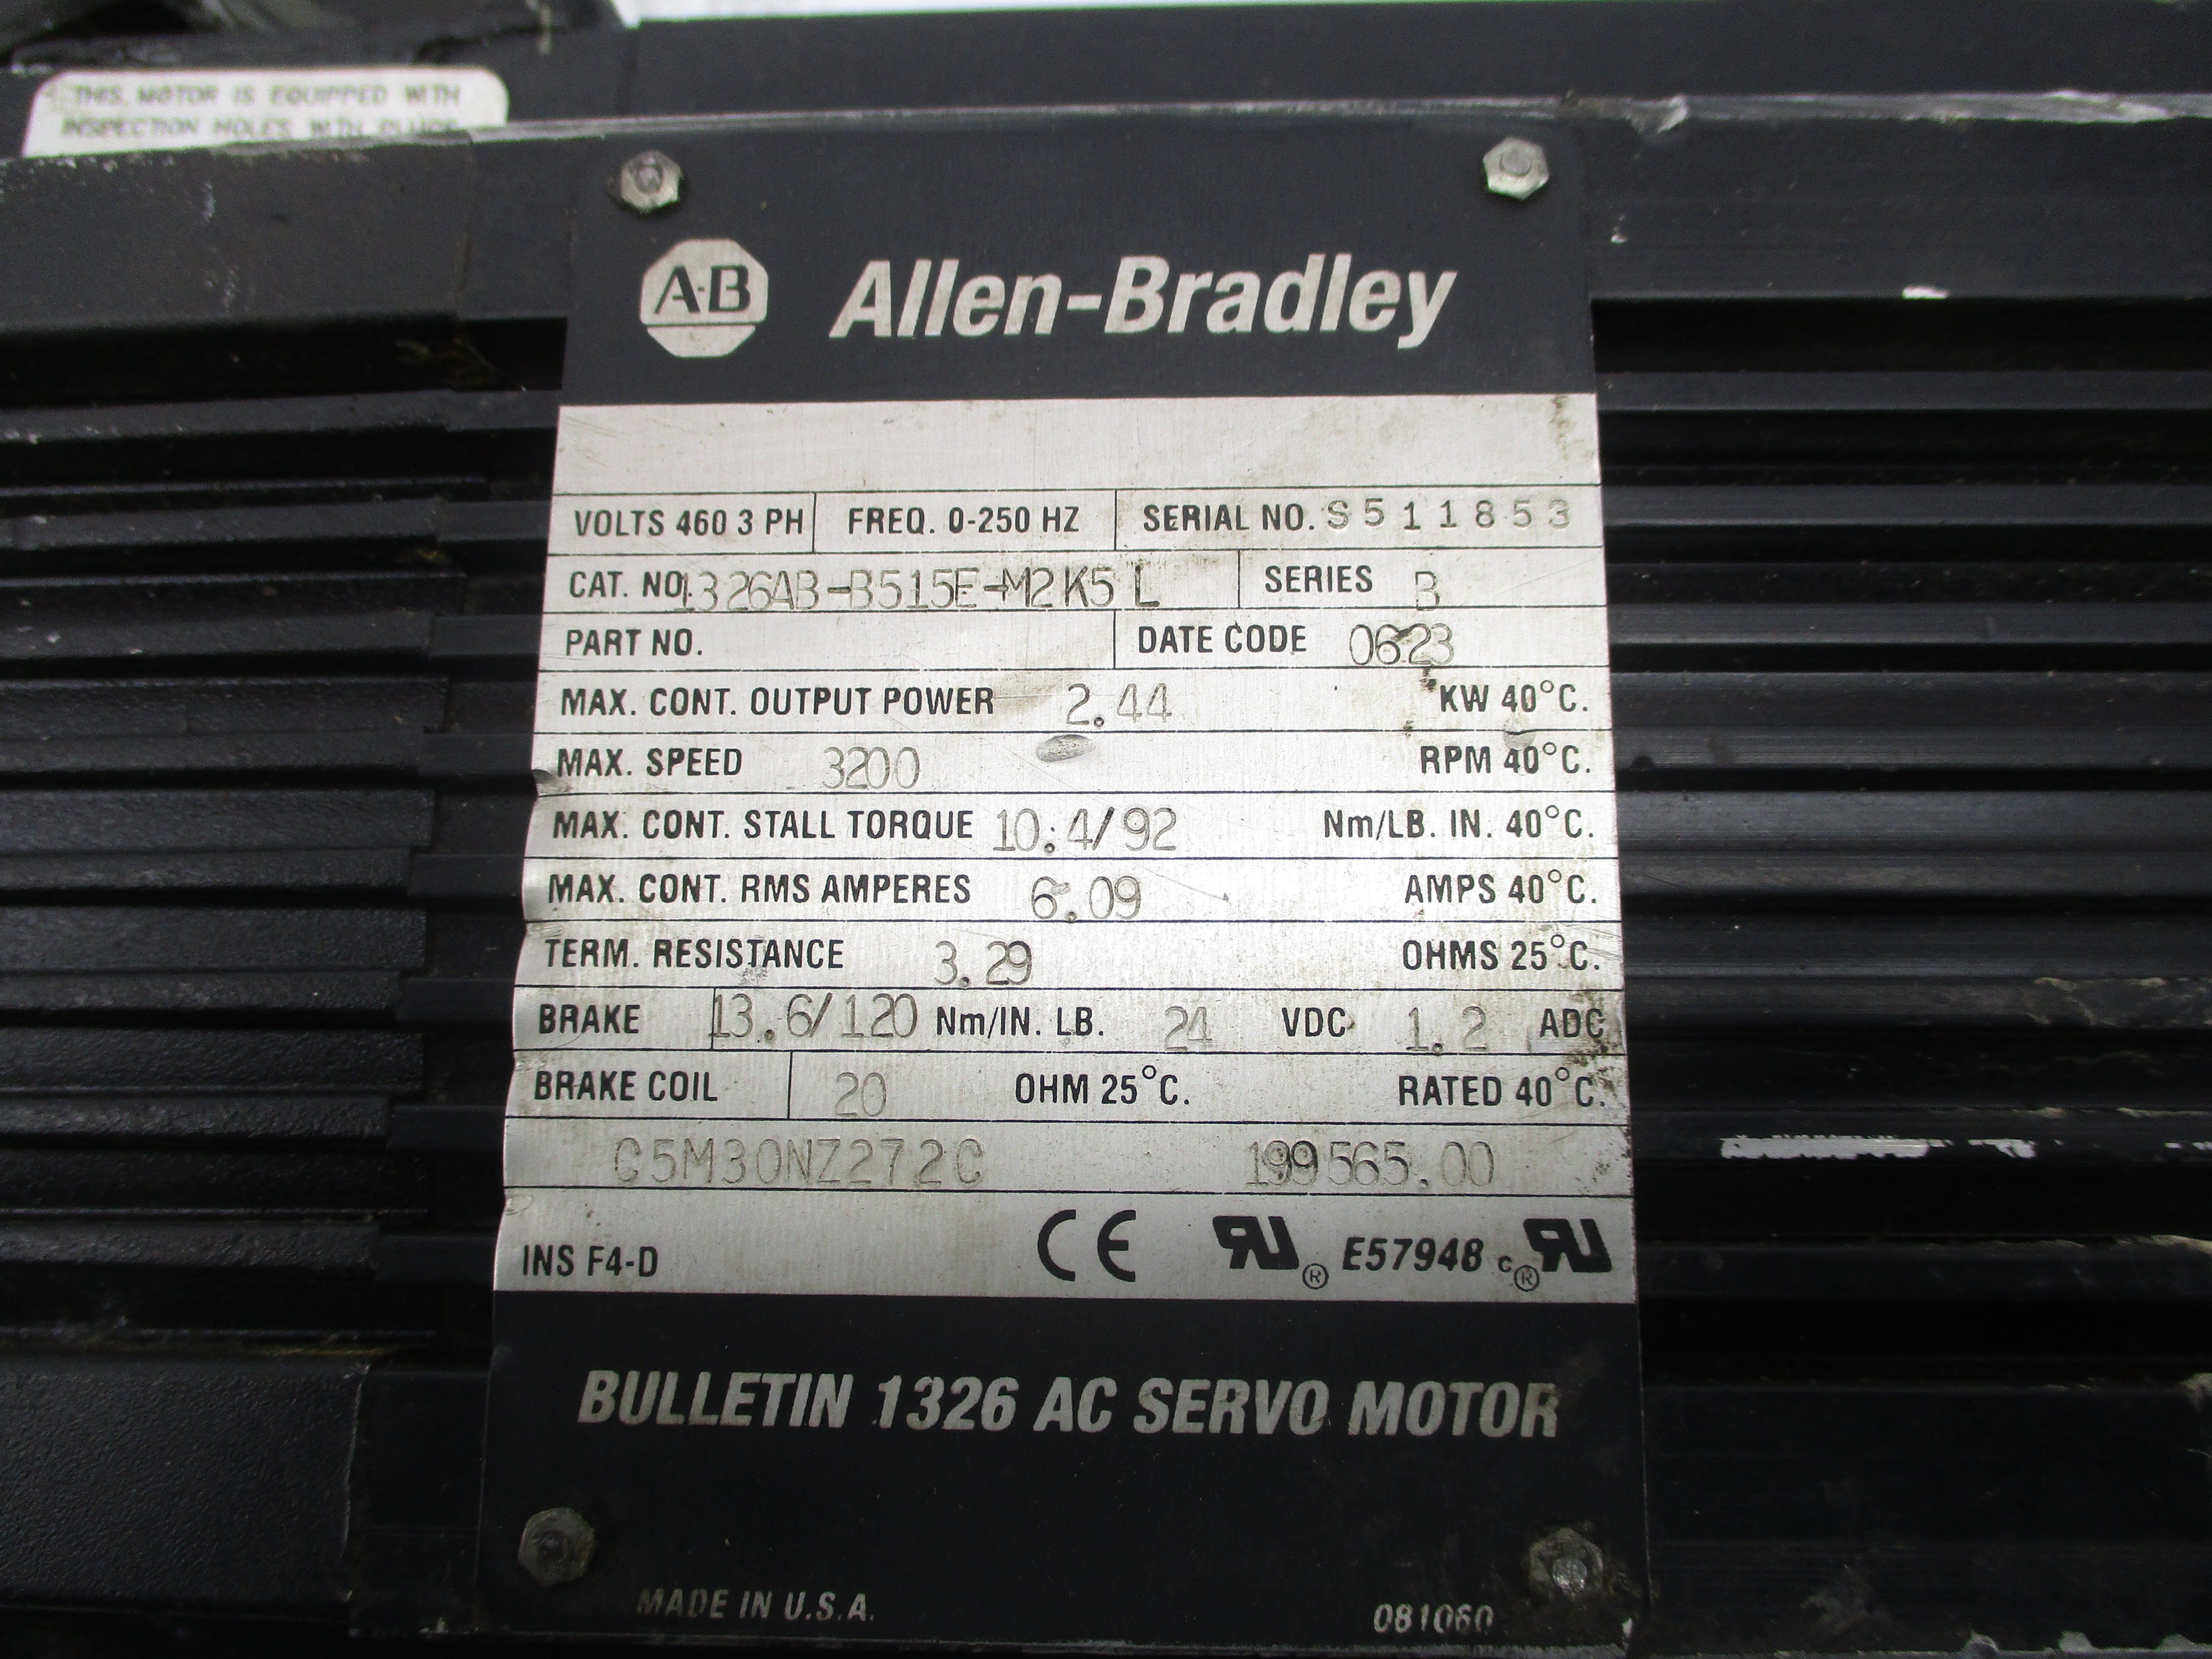 THIS MOTOR IS EQUIPPED WITH
INSPECTION HOLES WITH PLUGS
A-B Allen-Bradley
VOLTS 460 3 PH FREQ. 0-250 HZ SERIAL NO. S511853
CAT. NO. 1326AB-B515E-M2K5L SERIES B
PART NO. DATE CODE 0623
MAX. CONT. OUTPUT POWER 2.44 KW 40°C.
MAX. SPEED 3200 RPM 40°C.
MAX. CONT. STALL TORQUE 10.4/92 Nm/LB. IN. 40°C.
MAX. CONT. RMS AMPERES 6.09 AMPS 40°C.
TERM. RESISTANCE 3.29 OHMS 25°C.
BRAKE 13.6/120 Nm/IN. LB. 24 VDC 1.2 ADC
BRAKE COIL 20 OHM 25°C. RATED 40°C.
C5M30NZ272C 199565.00
INS F4-D CE RU® E57948 c RU®
BULLETIN 1326 AC SERVO MOTOR
MADE IN U.S.A. 081060